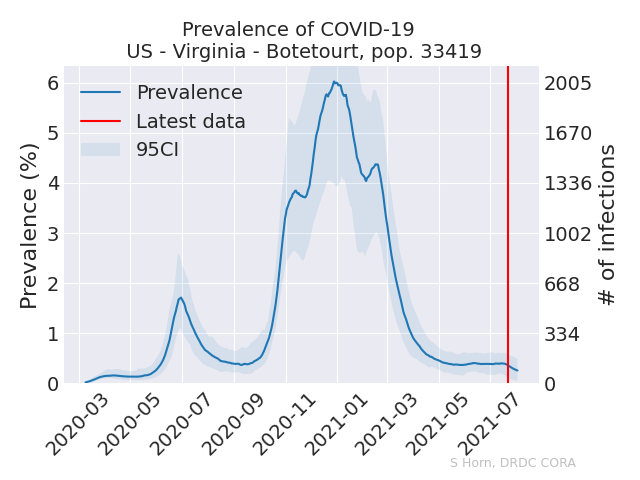 Prevalence of COVID-19
US - Virginia - Botetourt, pop. 33419
Prevalence
Latest data
95CI
Prevalence (%)
6
5
4
3
2
1
0
2005
1670
1336
1002
668
334
0
# of infections
2020-03
2020-05
2020-07
2020-09
2020-11
2021-01
2021-03
2021-05
2021-07
S Horn, DRDC CORA